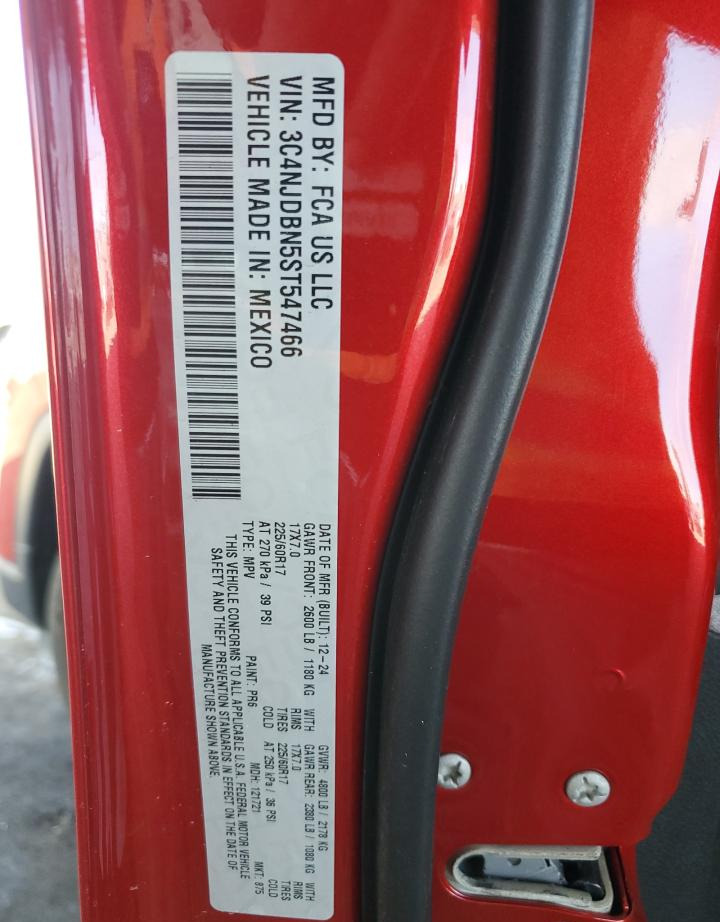 MFD BY: FCA US LLC
VIN: 3C4NJDBN5ST547466
VEHICLE MADE IN: MEXICO
DATE OF MFR (BUILT): 12-24 GVWR: 4800 LB / 2178 KG
GAWR FRONT: 2600 LB / 1180 KG WITH GAWR REAR: 2380 LB / 1080 KG WITH
17X7.0 RIMS 17X7.0 RIMS
225/60R17 TIRES 225/60R17 TIRES
AT 270 kPa / 39 PSI COLD AT 250 kPa / 36 PSI COLD
TYPE: MPV PAINT: PR6 MDH: 121721 MKT: 875
THIS VEHICLE CONFORMS TO ALL APPLICABLE U.S.A. FEDERAL MOTOR VEHICLE
SAFETY AND THEFT PREVENTION STANDARDS IN EFFECT ON THE DATE OF
MANUFACTURE SHOWN ABOVE.